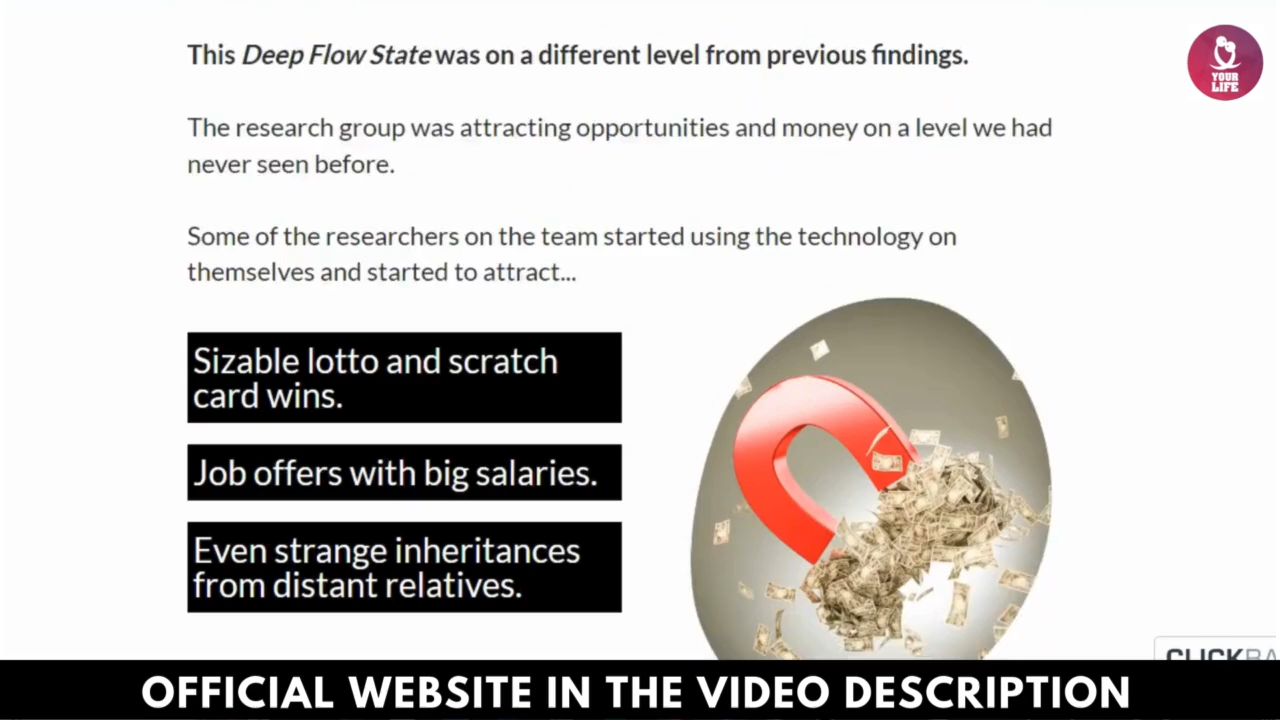 This Deep Flow State was on a different level from previous findings.
YOUR
LIFE
The research group was attracting opportunities and money on a level we had
never seen before.
Some of the researchers on the team started using the technology on
themselves and started to attract...
Sizable lotto and scratch
card wins.
Job offers with big salaries.
Even strange inheritances
from distant relatives.
OFFICIAL WEBSITE IN THE VIDEO DESCRIPTION